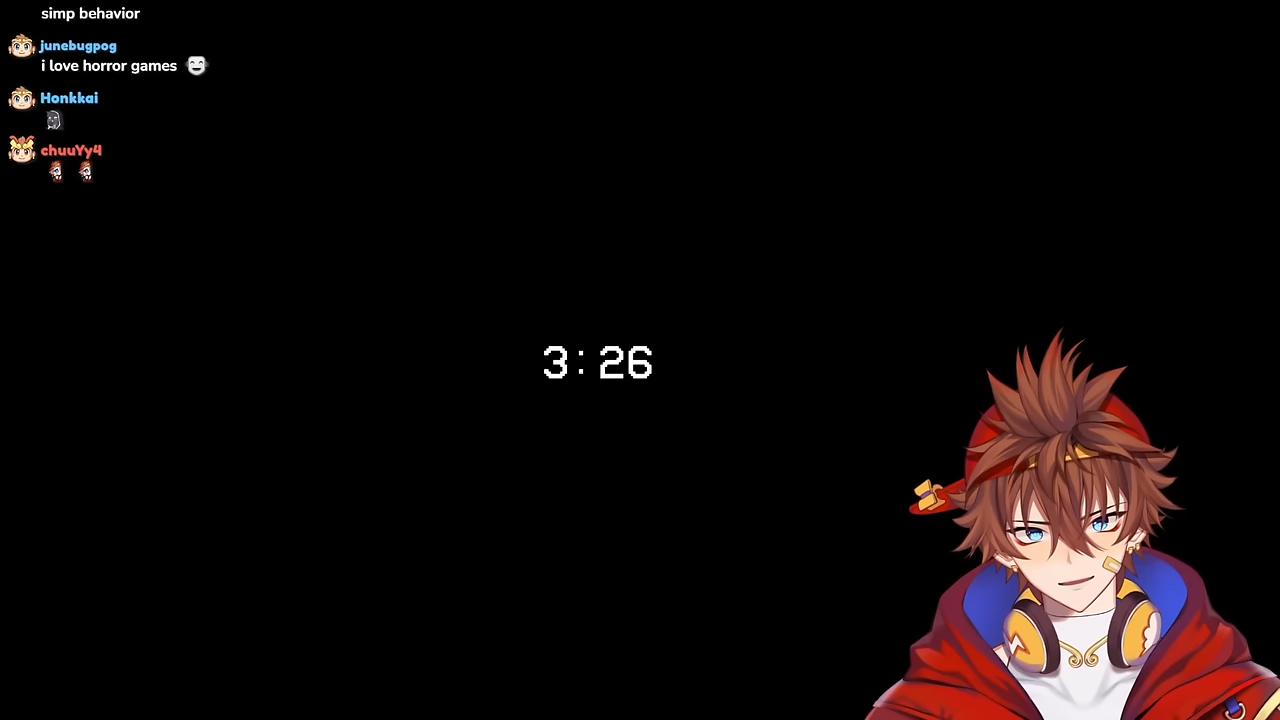 simp behavior
junebugpog
i love horror games
Honkkai
chuuYy4
3:26